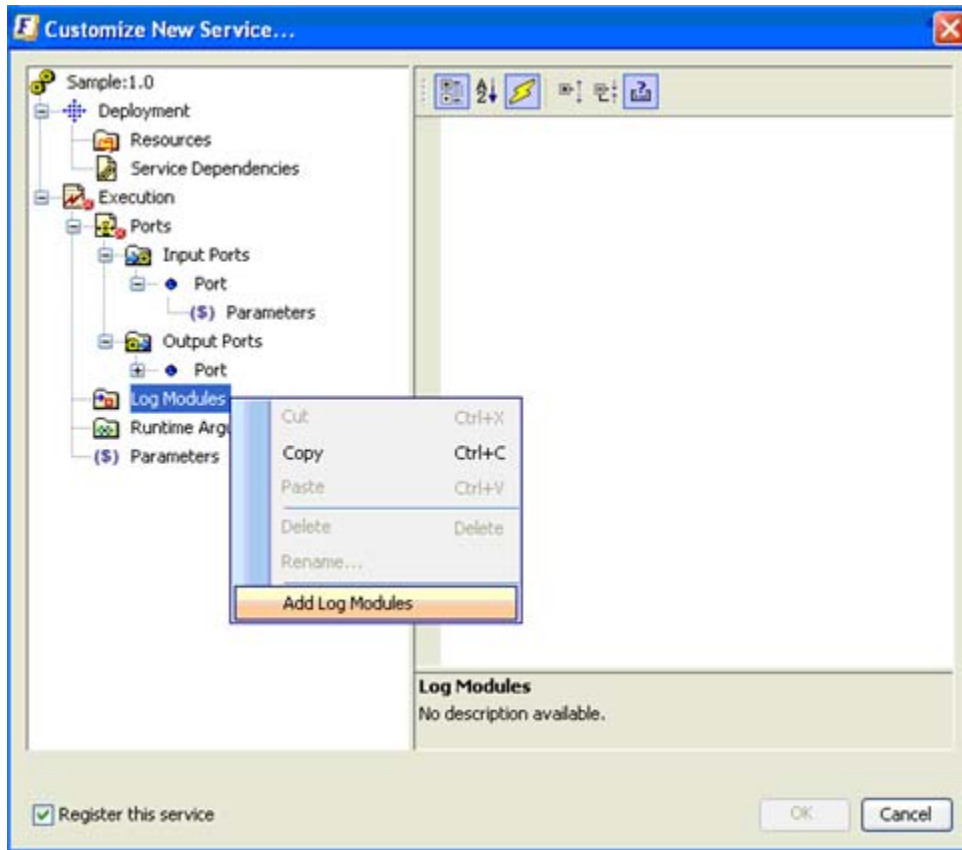 Customize New Service...
Sample:1.0
Deployment
Resources
Service Dependencies
Execution
Ports
Input Ports
Port
($) Parameters
Output Ports
Port
Log Modules
Runtime Argu
($) Parameters
Cut Ctrl+X
Copy Ctrl+C
Paste Ctrl+V
Delete Delete
Rename...
Add Log Modules
Log Modules
No description available.
Register this service
OK Cancel